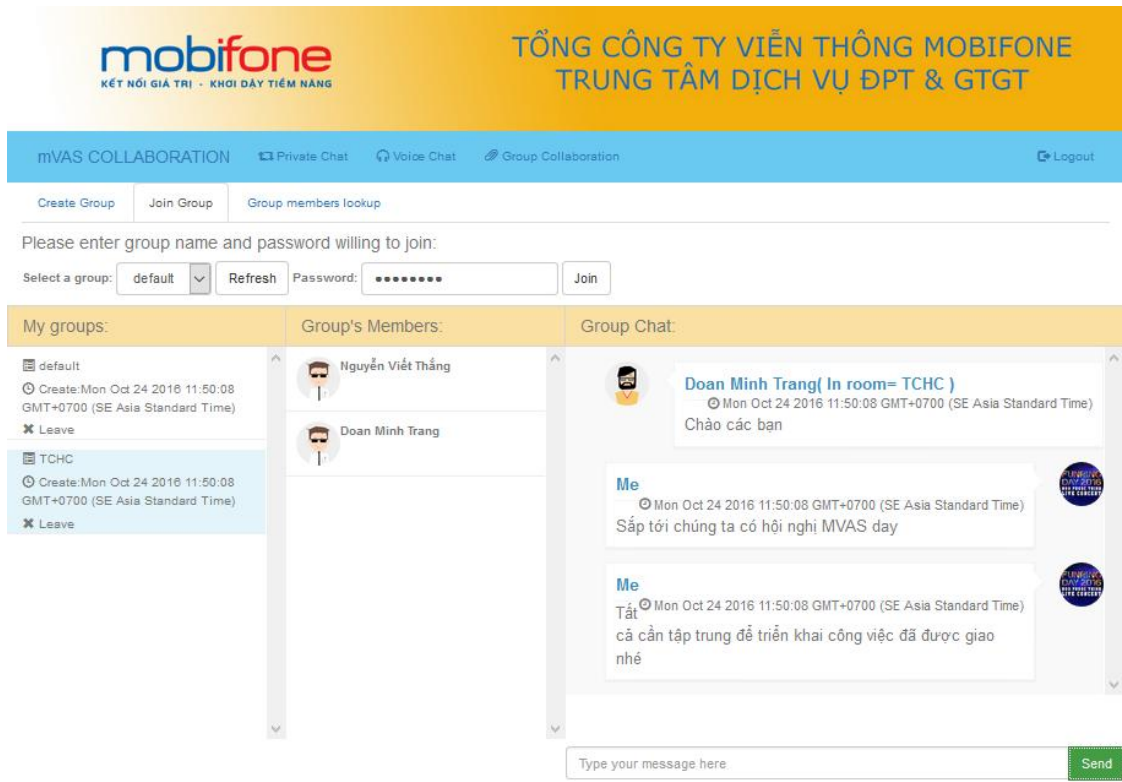 mobifone
KẾT NỐI GIÁ TRỊ - KHƠI DẬY TIỀM NĂNG
TỔNG CÔNG TY VIỄN THÔNG MOBIFONE
TRUNG TÂM DỊCH VỤ ĐPT & GTGT
mVAS COLLABORATION Private Chat Voice Chat Group Collaboration Logout
Create Group Join Group Group members lookup
Please enter group name and password willing to join:
Select a group: default Refresh Password: •••••••• Join
My groups:
default
Create:Mon Oct 24 2016 11:50:08
GMT+0700 (SE Asia Standard Time)
Leave
TCHC
Create:Mon Oct 24 2016 11:50:08
GMT+0700 (SE Asia Standard Time)
Leave
Group's Members:
Nguyễn Viết Thắng
Doan Minh Trang
Group Chat:
Doan Minh Trang( In room= TCHC )
Mon Oct 24 2016 11:50:08 GMT+0700 (SE Asia Standard Time)
Chào các bạn
Me
Mon Oct 24 2016 11:50:08 GMT+0700 (SE Asia Standard Time)
Sắp tới chúng ta có hội nghị MVAS day
Me
Mon Oct 24 2016 11:50:08 GMT+0700 (SE Asia Standard Time)
Tất
cả cần tập trung để triển khai công việc đã được giao
nhé
Type your message here Send